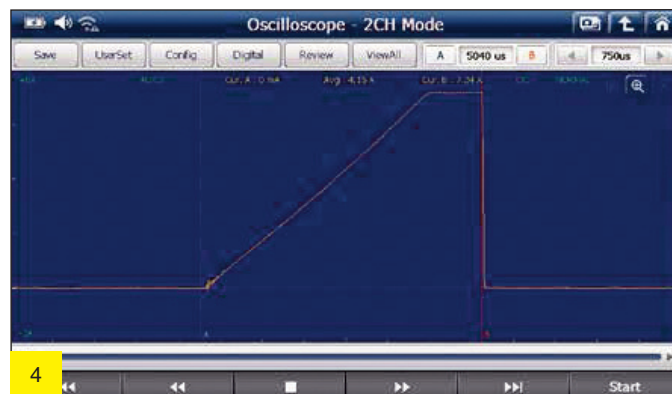 Oscilloscope - 2CH Mode
Save UserSet Config Digital Review ViewAll A 5040 us B 750us
Cur. A : 0 mA Avg : 4.15 A Cur. B : 7.34 A
A B
4
Start